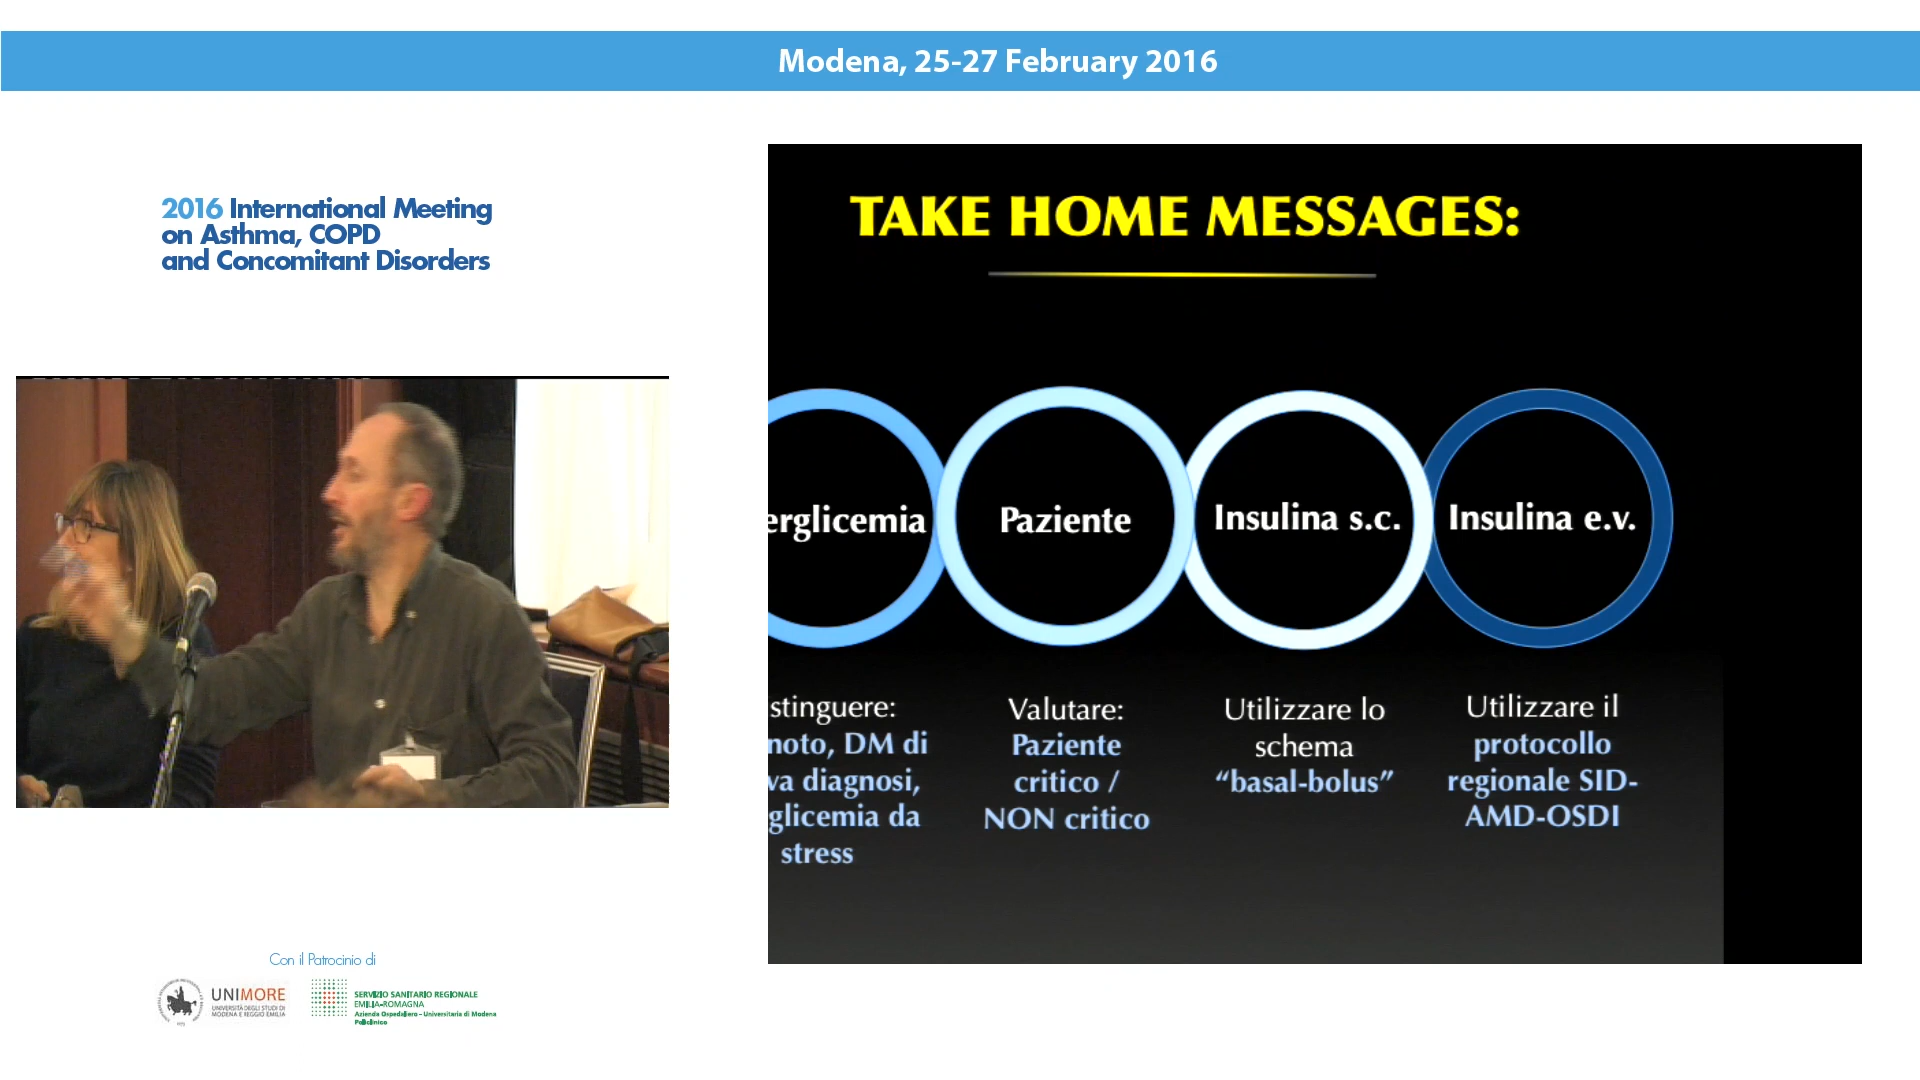 Modena, 25-27 February 2016
2016 International Meeting
on Asthma, COPD
and Concomitant Disorders
TAKE HOME MESSAGES:
erglicemia
Paziente
Insulina s.c.
Insulina e.v.
stinguere:
noto, DM di
va diagnosi,
glicemia da
stress
Valutare:
Paziente
critico /
NON critico
Utilizzare lo
schema
“basal-bolus”
Utilizzare il
protocollo
regionale SID-
AMD-OSDI
Con il Patrocinio di
UNIMORE
UNIVERSITÀ DEGLI STUDI DI
MODENA E REGGIO EMILIA
SERVIZIO SANITARIO REGIONALE
EMILIA-ROMAGNA
Azienda Ospedaliero - Universitaria di Modena
Policlinico